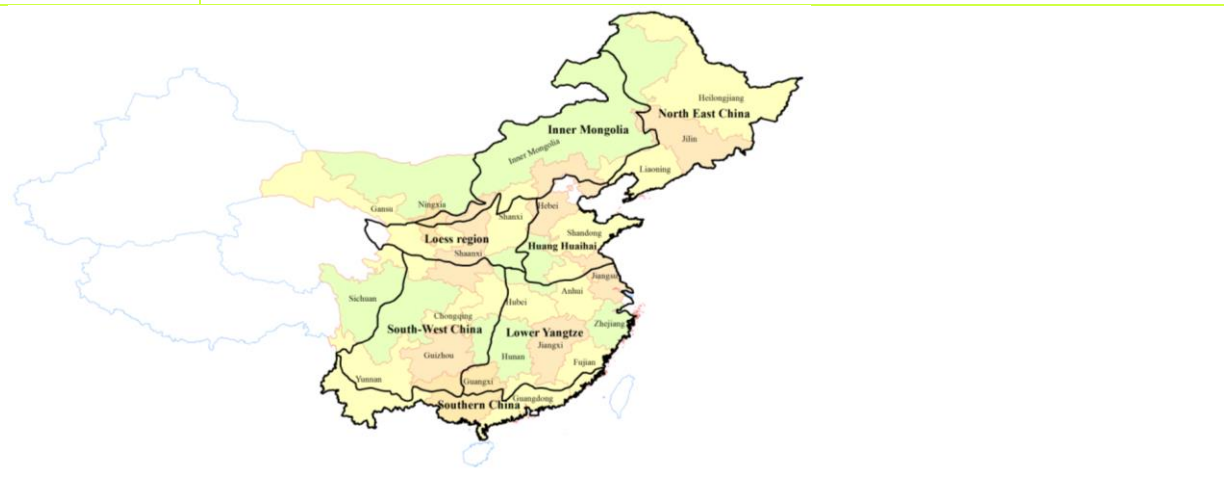 Heilongjiang
North East China
Inner Mongolia
Jilin
Inner Mongolia
Liaoning
Gansu
Ningxia
Hebei
Shanxi
Shandong
Loess region
Huang Huaihai
Shaanxi
Jiangsu
Anhui
Sichuan
Hubei
Chongqing
Zhejiang
South-West China
Lower Yangtze
Jiangxi
Guizhou
Hunan
Fujian
Yunnan
Guangxi
Guangdong
Southern China